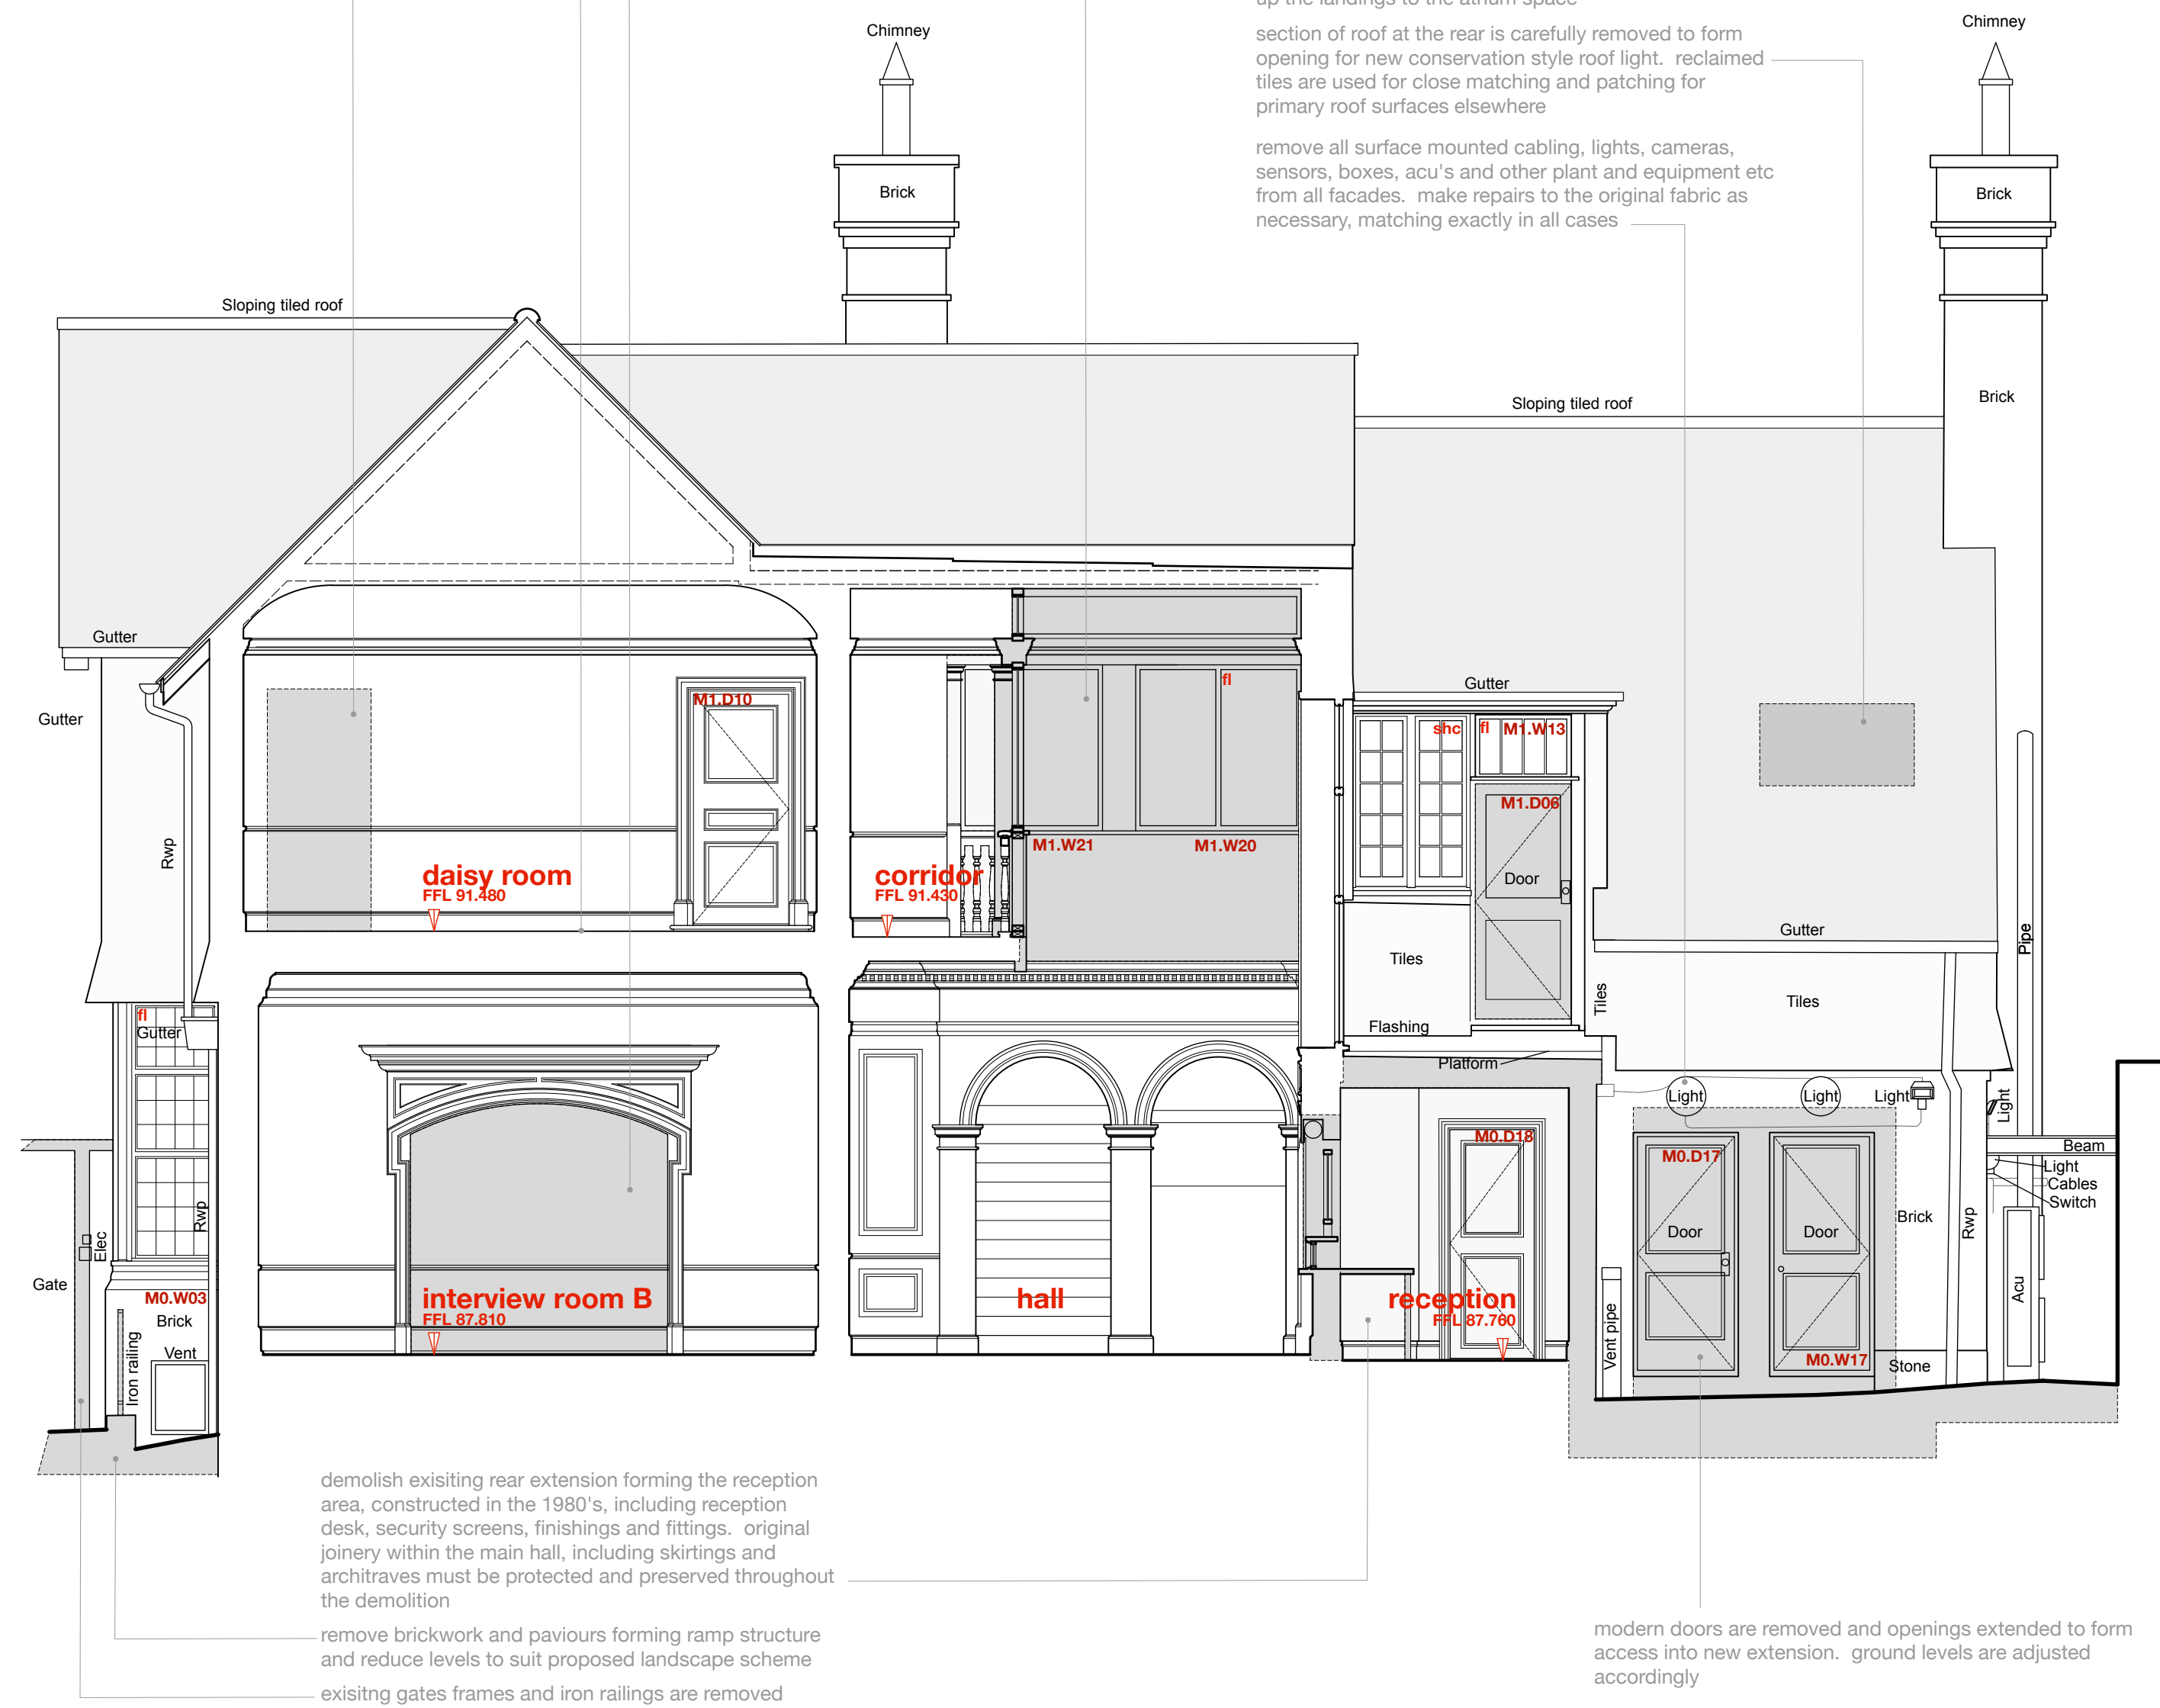 up the landings to the atrium space
section of roof at the rear is carefully removed to form
opening for new conservation style roof light.  reclaimed
tiles are used for close matching and patching for
primary roof surfaces elsewhere
remove all surface mounted cabling, lights, cameras,
sensors, boxes, acu's and other plant and equipment etc
from all facades.  make repairs to the original fabric as
necessary, matching exactly in all cases
Chimney
Chimney
Brick
Brick
Sloping tiled roof
Brick
Sloping tiled roof
Gutter
Gutter
Gutter
Rwp
M1.D10
fl
shc
fl
M1.W13
M1.D06
M1.W21
M1.W20
daisy room
FFL 91.480
corridor
FFL 91.430
Door
Gutter
Pipe
Tiles
Tiles
Tiles
fl
Gutter
Flashing
Platform
Light
Light
Light
Light
M0.D18
M0.D17
Beam
Light
Cables
Switch
Rwp
Elec
Door
Door
Brick
Rwp
Gate
M0.W03
Brick
Vent
Iron railing
interview room B
FFL 87.810
hall
reception
FFL 87.760
Vent pipe
M0.W17
Stone
Acu
demolish exisiting rear extension forming the reception
area, constructed in the 1980's, including reception
desk, security screens, finishings and fittings.  original
joinery within the main hall, including skirtings and
architraves must be protected and preserved throughout
the demolition
remove brickwork and paviours forming ramp structure
and reduce levels to suit proposed landscape scheme
exisitng gates frames and iron railings are removed
modern doors are removed and openings extended to form
access into new extension.  ground levels are adjusted
accordingly